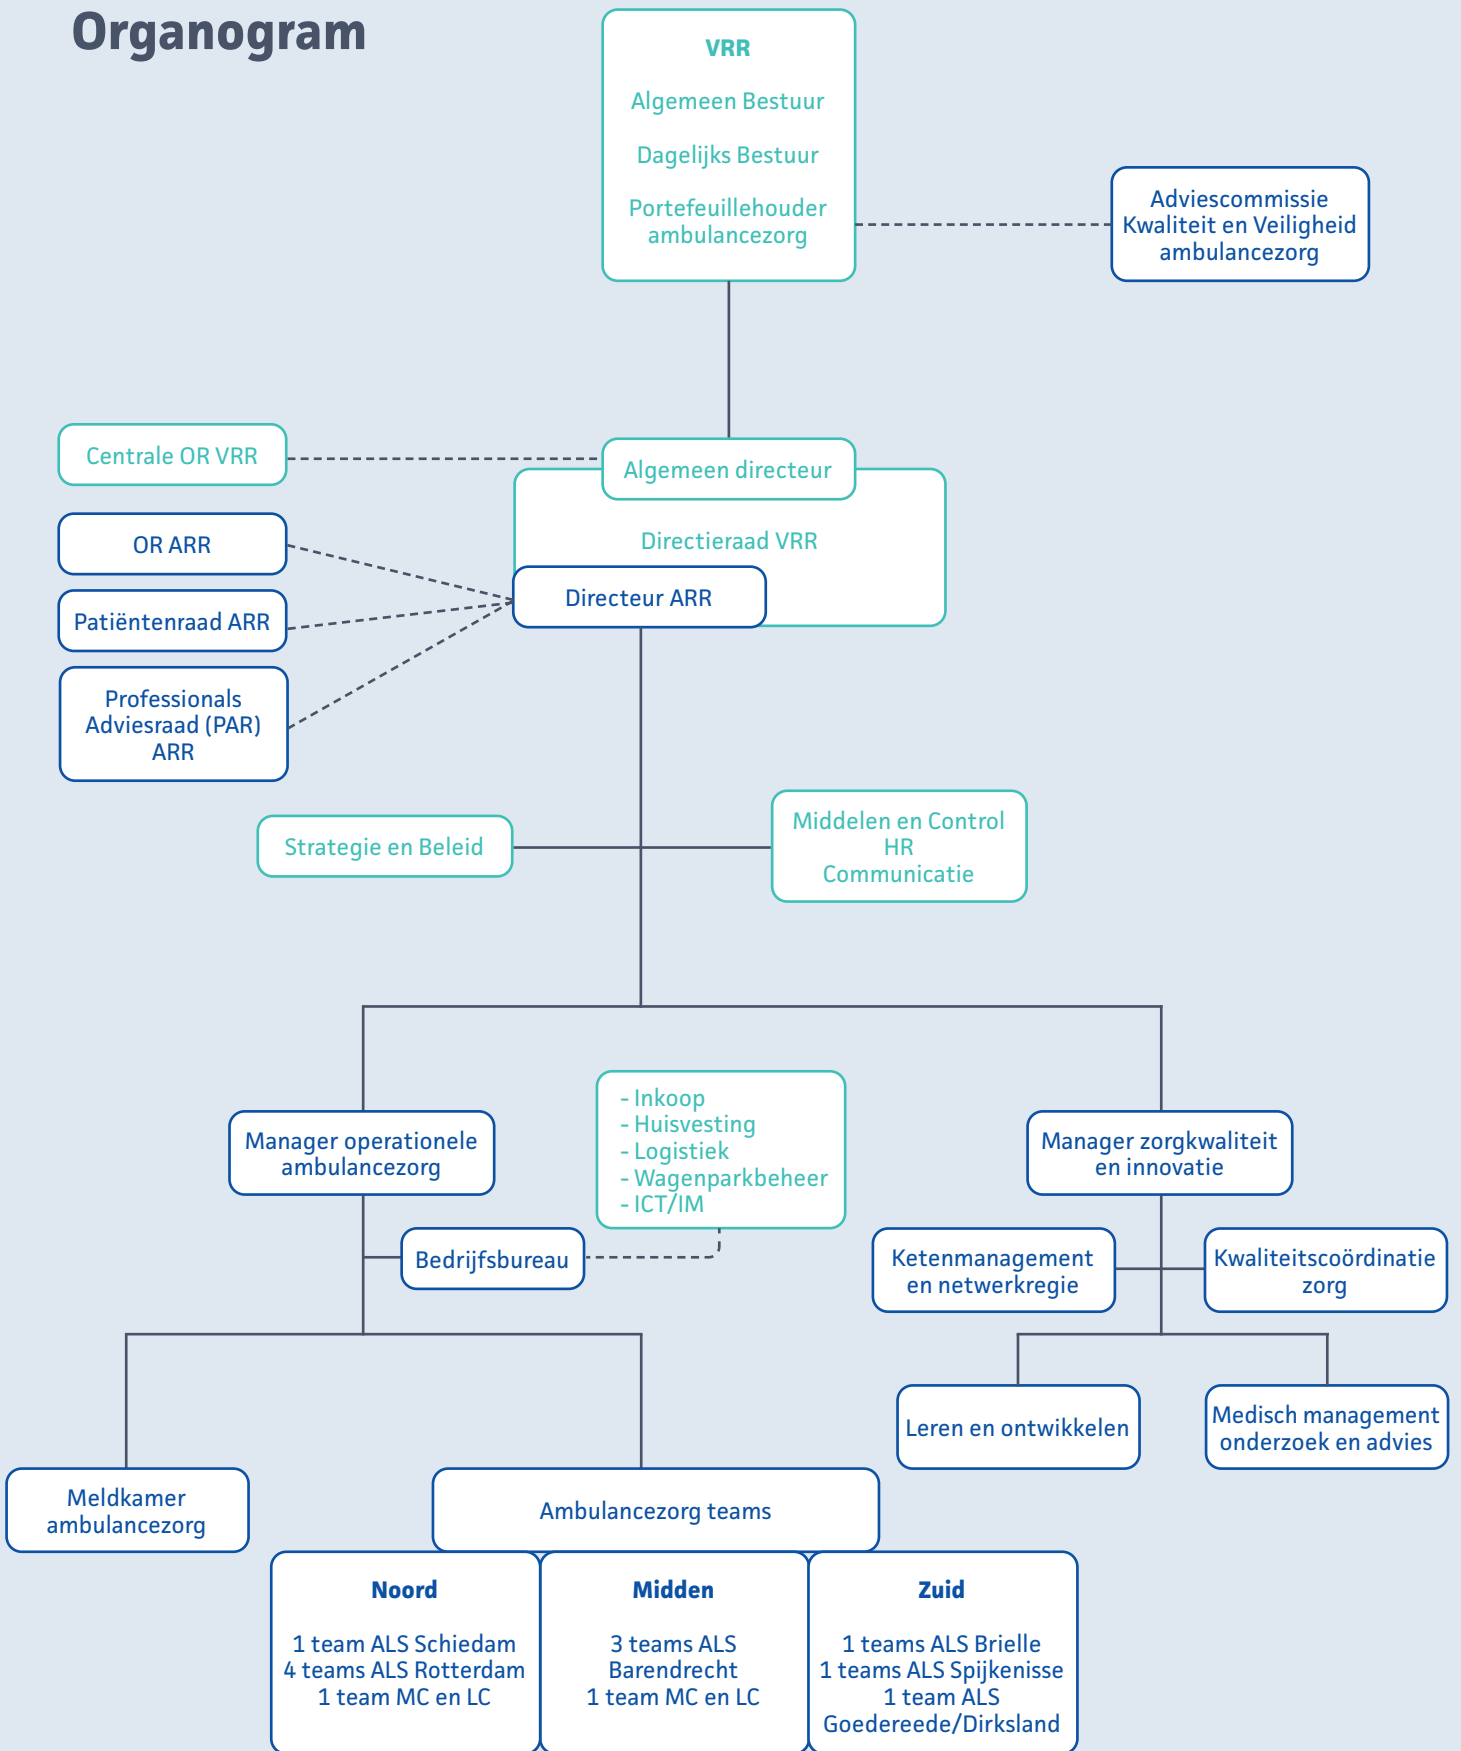 Organogram
VRR
Algemeen Bestuur
Dagelijks Bestuur
Portefeuillehouder
ambulancezorg
Adviescommissie
Kwaliteit en Veiligheid
ambulancezorg
Centrale OR VRR
Algemeen directeur
Directieraad VRR
OR ARR
Directeur ARR
Patiëntenraad ARR
Professionals
Adviesraad (PAR)
ARR
Strategie en Beleid
Middelen en Control
HR
Communicatie
Manager operationele
ambulancezorg
- Inkoop
- Huisvesting
- Logistiek
- Wagenparkbeheer
- ICT/IM
Manager zorgkwaliteit
en innovatie
Bedrijfsbureau
Ketenmanagement
en netwerkregie
Kwaliteitscoördinatie
zorg
Leren en ontwikkelen
Medisch management
onderzoek en advies
Meldkamer
ambulancezorg
Ambulancezorg teams
Noord
1 team ALS Schiedam
4 teams ALS Rotterdam
1 team MC en LC
Midden
3 teams ALS
Barendrecht
1 team MC en LC
Zuid
1 teams ALS Brielle
1 teams ALS Spijkenisse
1 team ALS
Goedereede/Dirksland